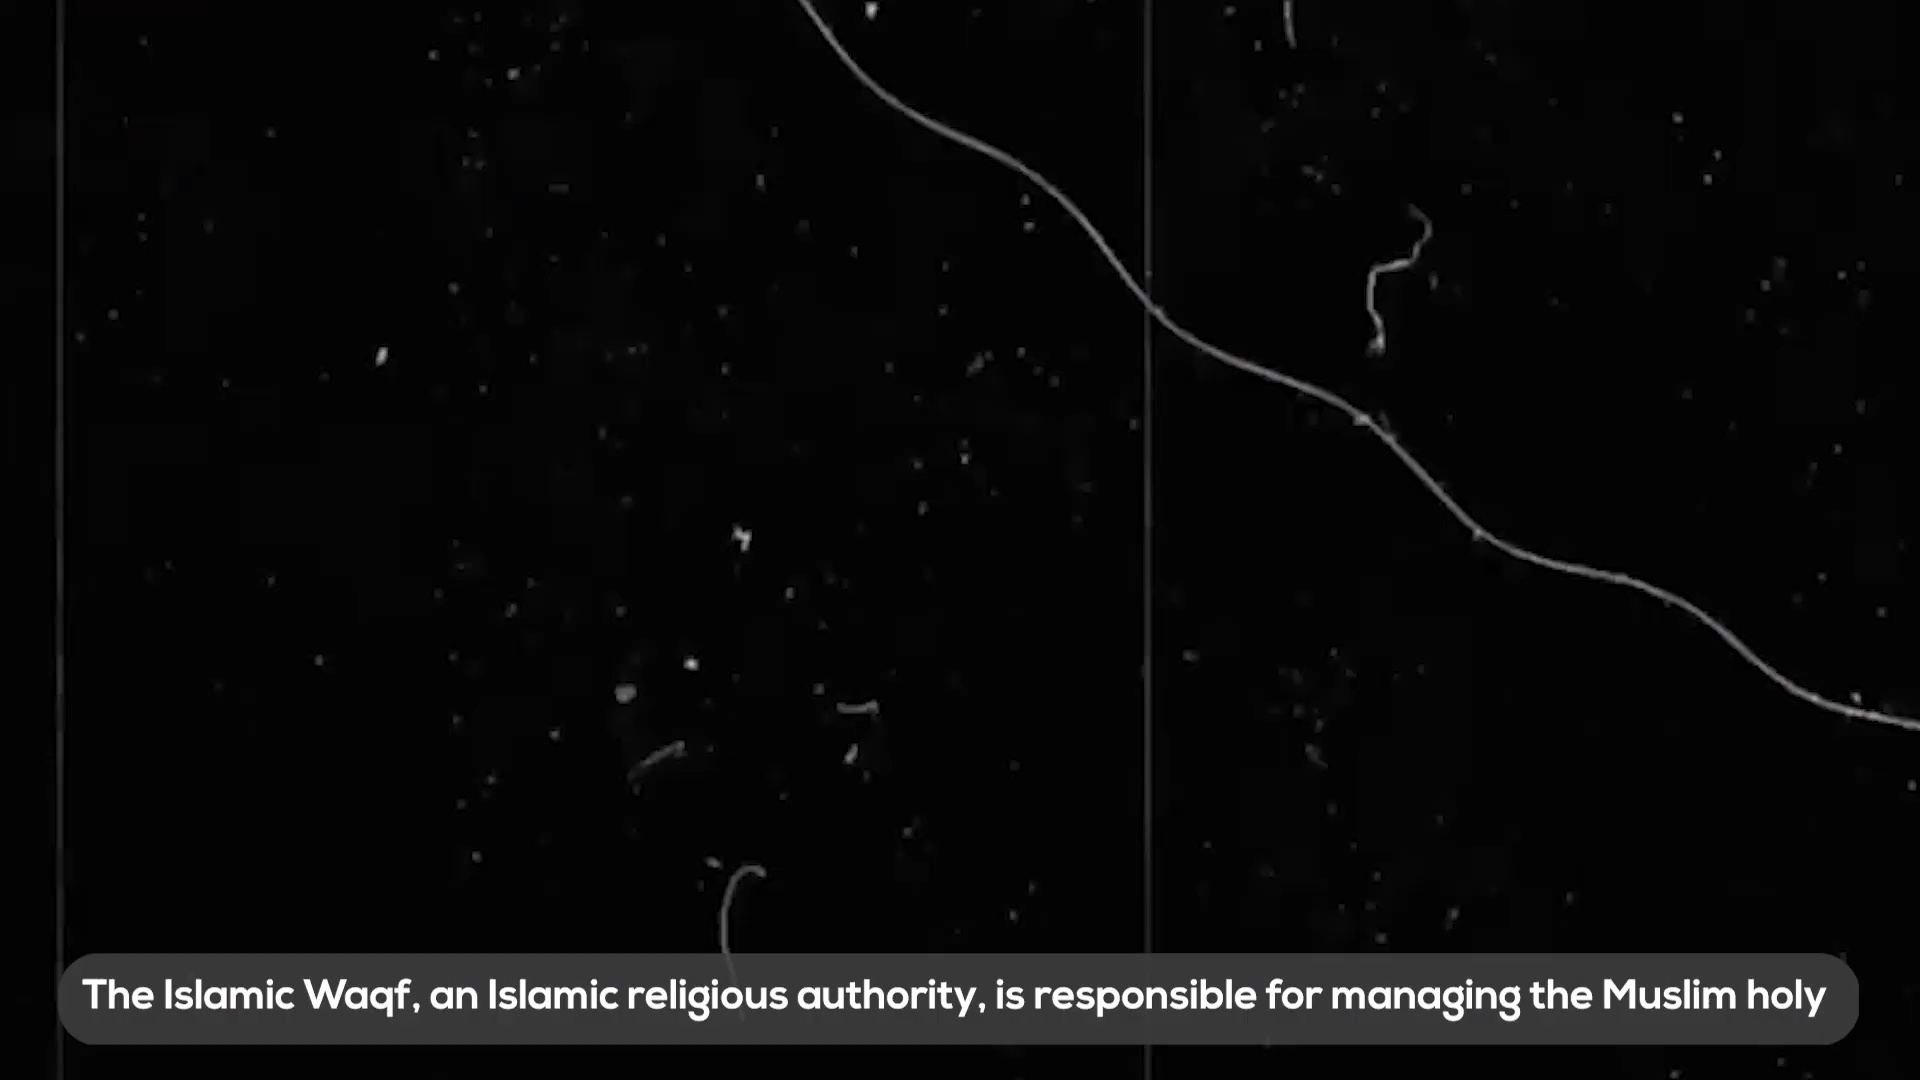 The Islamic Waqf, an Islamic religious authority, is responsible for managing the Muslim holy